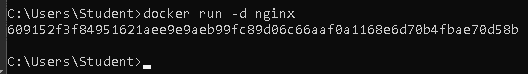 C:\Users\Student>docker run -d nginx
609152f3f84951621aee9e9aeb99fc89d06c66aaf0a1168e6d70b4fbae70d58b
C:\Users\Student>